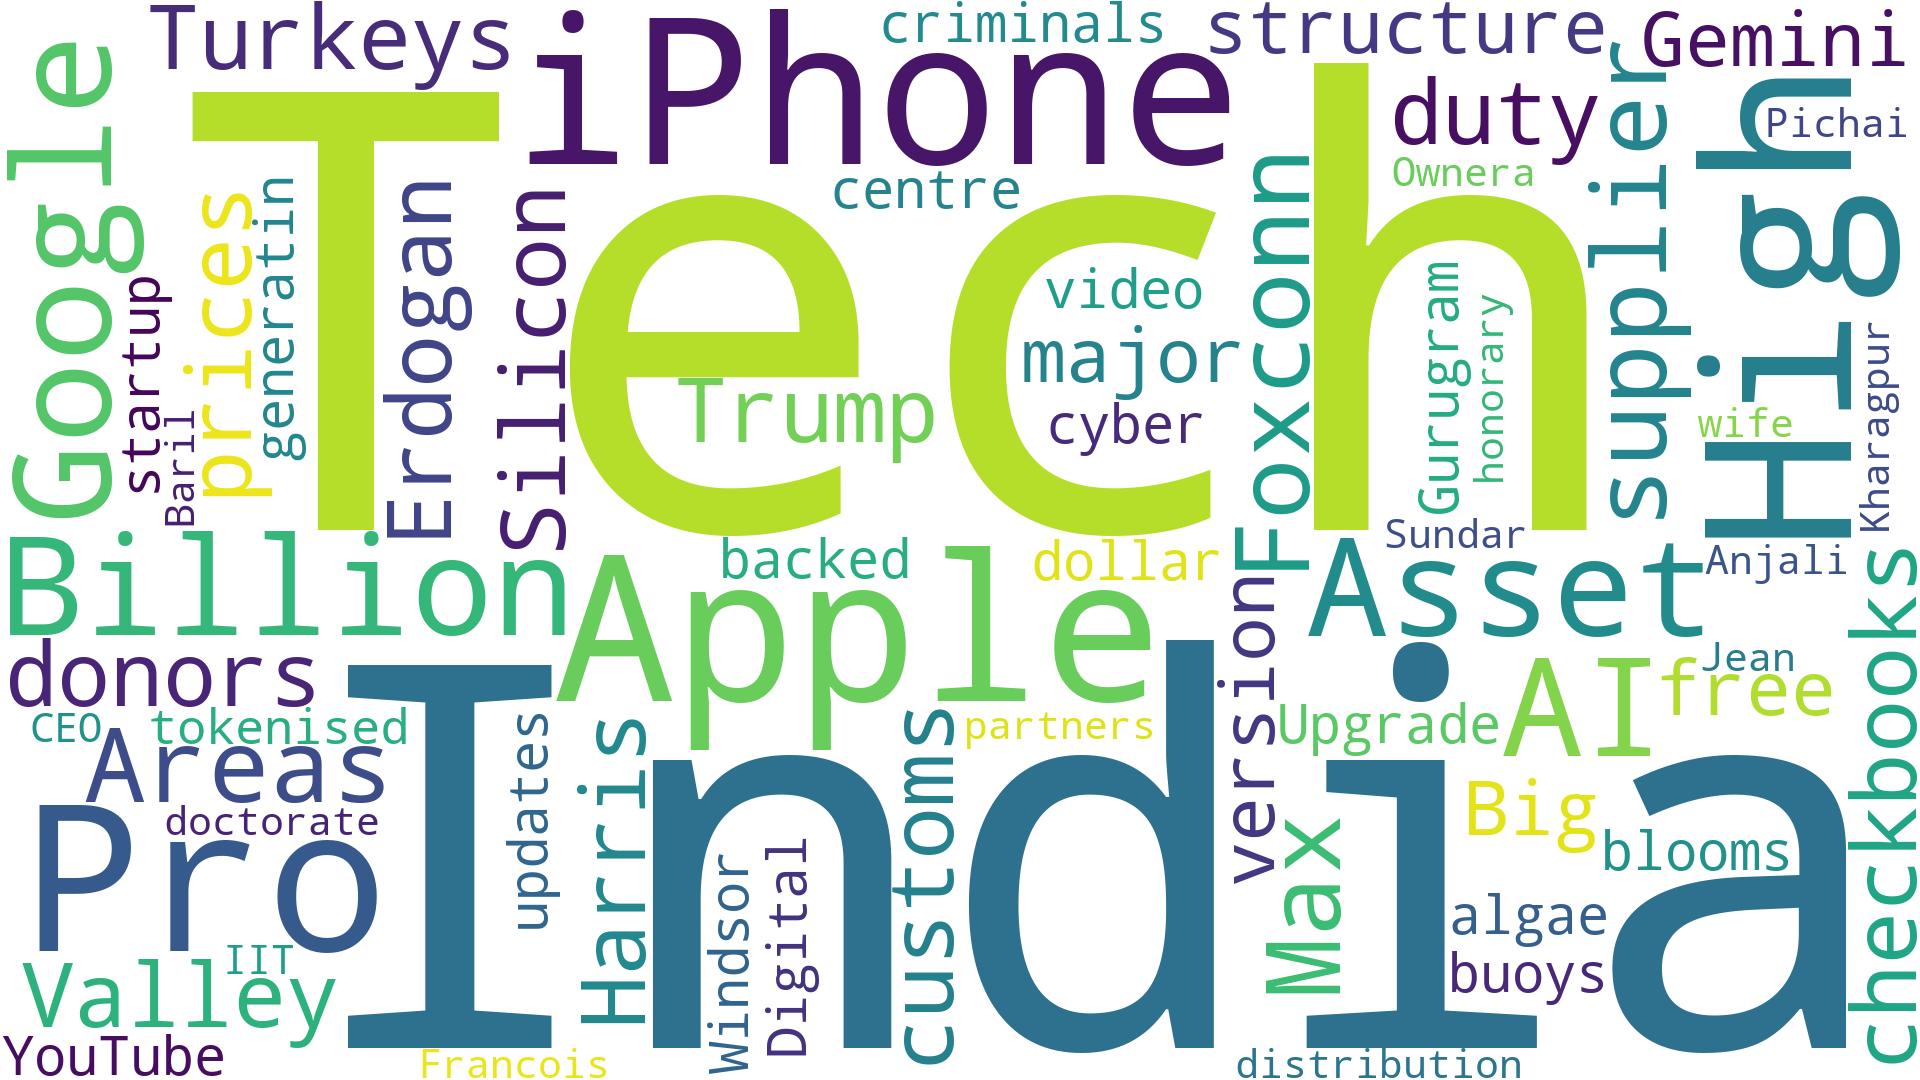 Turkeys
iPhone
criminals
structure
Gemini
Google
Tech
duty
Pichai
supplier
High
Ownera
centre
prices
generatin
Erdogan
Silicon
Foxconn
startup
Baril
video
major
Trump
cyber
Gurugram
honorary
wife
Kharagpur
Billion
backed
dollar
Sundar
Asset
Anjali
Apple
version
donors
India
Jean
free
AI
checkbooks
CEO
tokenised
Areas
updates
Harris
customs
partners
Upgrade
Pro
doctorate
Big
blooms
Max
Windsor
Digital
algae
buoys
IIT
Valley
YouTube
Francois
distribution